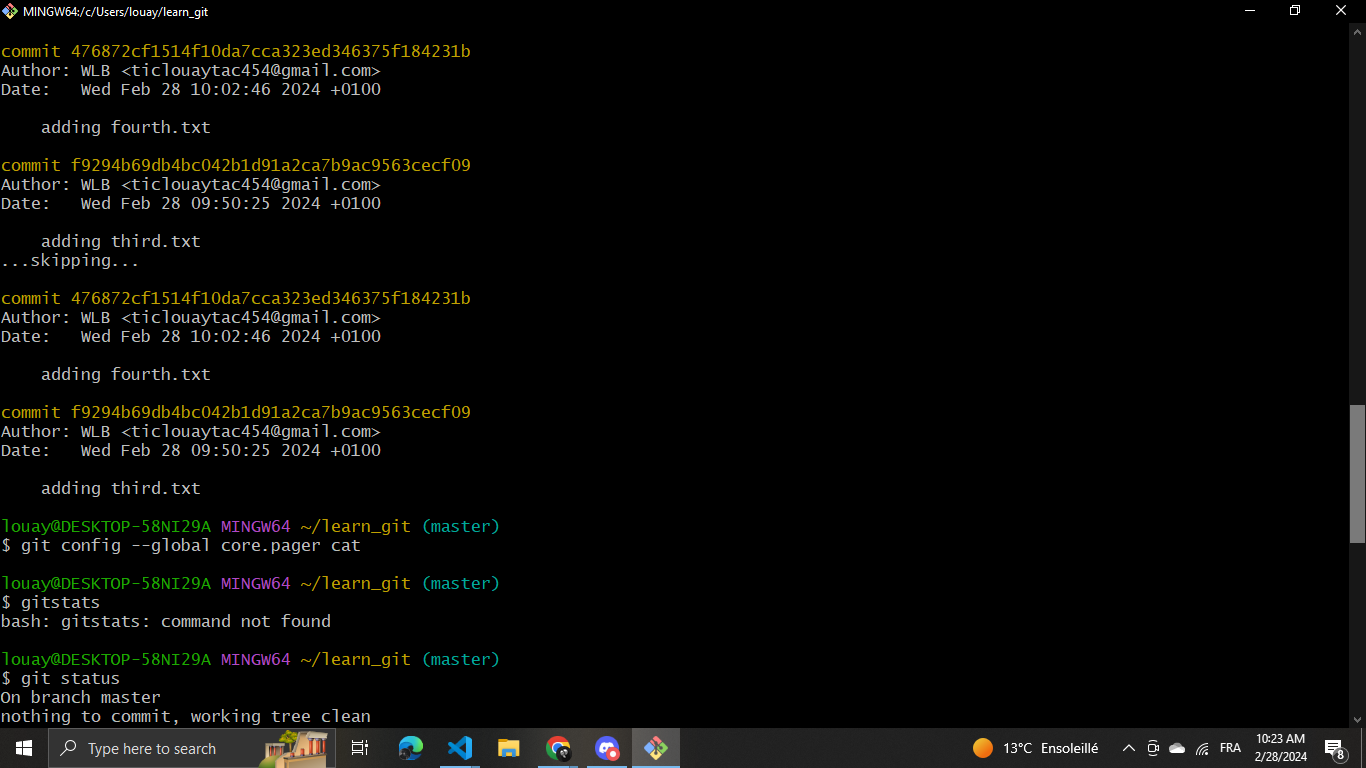 MINGW64:/c/Users/louay/learn_git
commit 476872cf1514f10da7cca323ed346375f184231b
Author: WLB <ticlouaytac454@gmail.com>
Date:   Wed Feb 28 10:02:46 2024 +0100
    adding fourth.txt
commit f9294b69db4bc042b1d91a2ca7b9ac9563cecf09
Author: WLB <ticlouaytac454@gmail.com>
Date:   Wed Feb 28 09:50:25 2024 +0100
    adding third.txt
...skipping...
commit 476872cf1514f10da7cca323ed346375f184231b
Author: WLB <ticlouaytac454@gmail.com>
Date:   Wed Feb 28 10:02:46 2024 +0100
    adding fourth.txt
commit f9294b69db4bc042b1d91a2ca7b9ac9563cecf09
Author: WLB <ticlouaytac454@gmail.com>
Date:   Wed Feb 28 09:50:25 2024 +0100
    adding third.txt
louay@DESKTOP-58NI29A MINGW64 ~/learn_git (master)
$ git config --global core.pager cat
louay@DESKTOP-58NI29A MINGW64 ~/learn_git (master)
$ gitstats
bash: gitstats: command not found
louay@DESKTOP-58NI29A MINGW64 ~/learn_git (master)
$ git status
On branch master
nothing to commit, working tree clean
Type here to search
13°C Ensoleillé
FRA
10:23 AM
2/28/2024
8